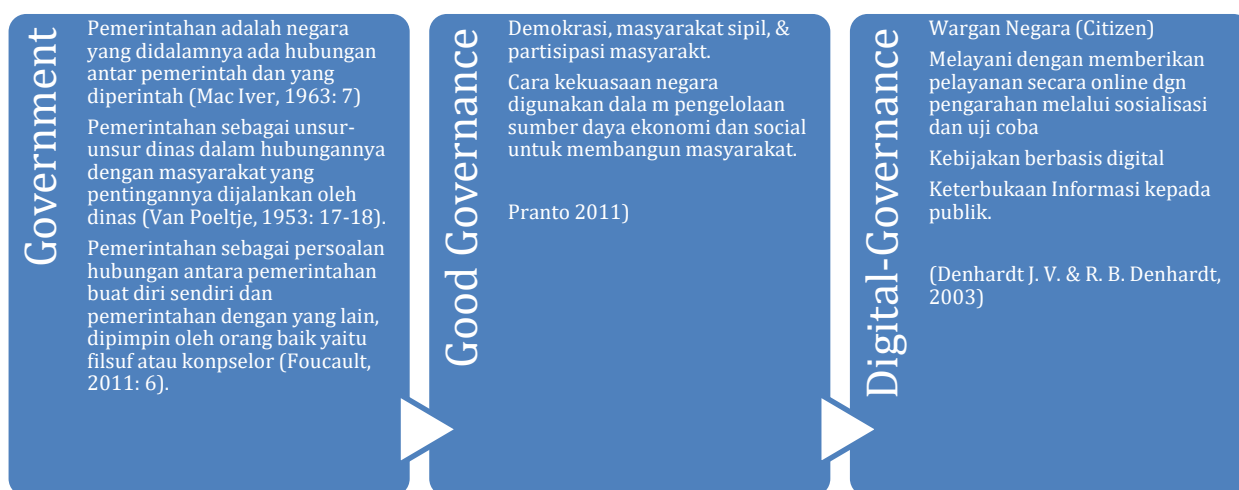 Government
Pemerintahan adalah negara
yang didalamnya ada hubungan
antar pemerintah dan yang
diperintah (Mac Iver, 1963: 7)
Pemerintahan sebagai unsur-
unsur dinas dalam hubungannya
dengan masyarakat yang
pentingannya dijalankan oleh
dinas (Van Poeltje, 1953: 17-18).
Pemerintahan sebagai persoalan
hubungan antara pemerintahan
buat diri sendiri dan
pemerintahan dengan yang lain,
dipimpin oleh orang baik yaitu
filsuf atau konpselor (Foucault,
2011: 6).
Good Governance
Demokrasi, masyarakat sipil, &
partisipasi masyarakt.
Cara kekuasaan negara
digunakan dala m pengelolaan
sumber daya ekonomi dan social
untuk membangun masyarakat.
Pranto 2011)
Digital-Governance
Wargan Negara (Citizen)
Melayani dengan memberikan
pelayanan secara online dgn
pengarahan melalui sosialisasi
dan uji coba
Kebijakan berbasis digital
Keterbukaan Informasi kepada
publik.
(Denhardt J. V. & R. B. Denhardt,
2003)